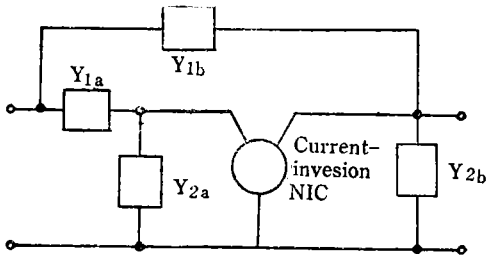 Y1b
Y1a
Current-
invesion
NIC
Y2a
Y2b